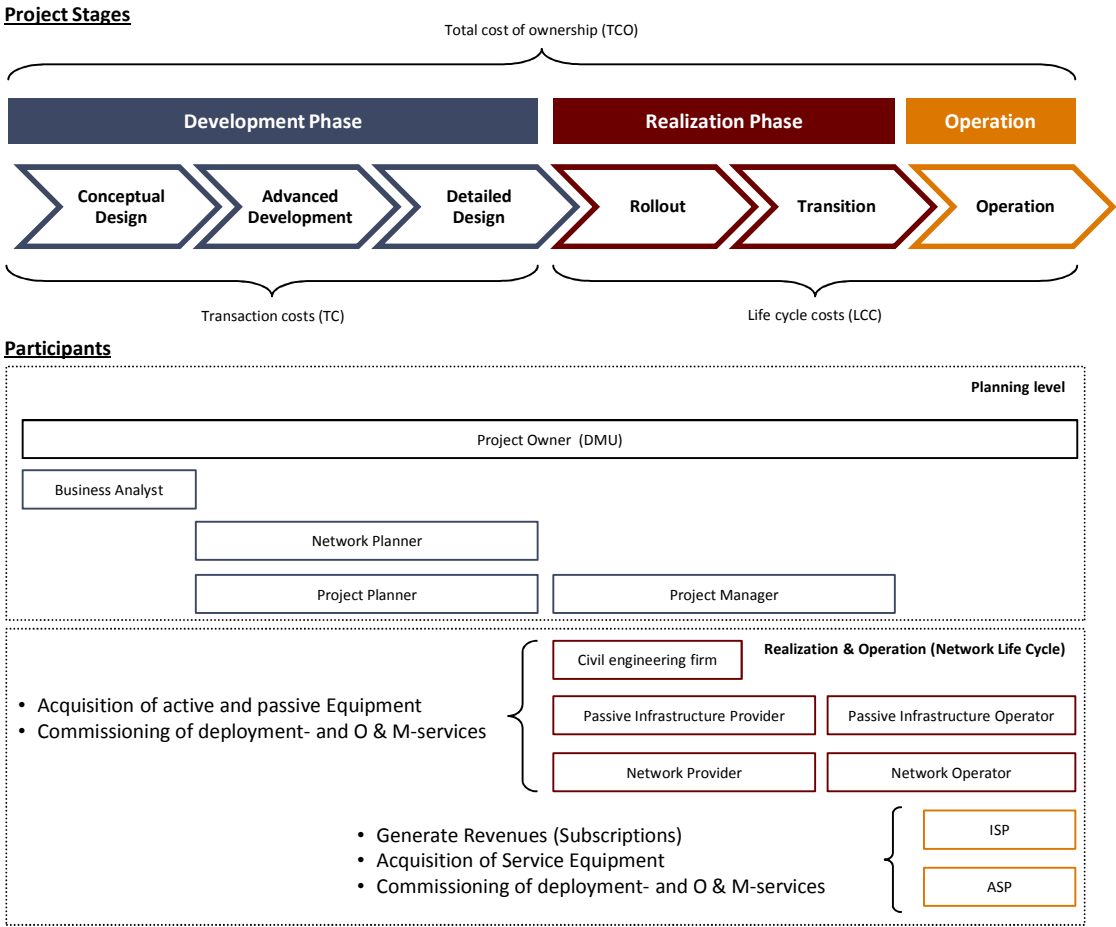 Project Stages
Total cost of ownership (TCO)
Development Phase
Realization Phase
Operation
Conceptual
Design
Advanced
Development
Detailed
Design
Rollout
Transition
Operation
Transaction costs (TC)
Life cycle costs (LCC)
Participants
Planning level
Project Owner (DMU)
Business Analyst
Network Planner
Project Planner
Project Manager
Realization & Operation (Network Life Cycle)
Civil engineering firm
• Acquisition of active and passive Equipment
• Commissioning of deployment- and O & M-services
Passive Infrastructure Provider
Passive Infrastructure Operator
Network Provider
Network Operator
• Generate Revenues (Subscriptions)
• Acquisition of Service Equipment
• Commissioning of deployment- and O & M-services
ISP
ASP